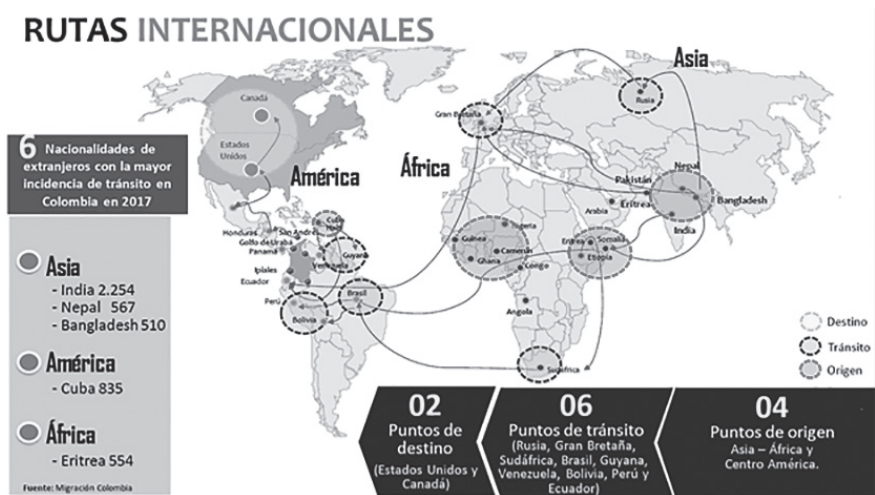 RUTAS INTERNACIONALES
6 Nacionalidades de
extranjeros con la mayor
incidencia de tránsito en
Colombia en 2017
Asia
- India 2.254
- Nepal 567
- Bangladesh 510
América
- Cuba 835
África
- Eritrea 554
Fuente: Migración Colombia
Canadá
Estados
Unidos
América
África
Asia
Gran Bretaña
Rusia
Nepal
Pakistán
Eritrea
Bangladesh
India
Arabia
Cuba
Honduras
San Andrés
Golfo de Urabá
Panamá
Venezuela
Guyana
Ipiales
Ecuador
Perú
Brasil
Bolivia
Guinea
Ghana
Camerún
Congo
Angola
Sudáfrica
Eritrea
Somalia
Etiopía
Destino
Tránsito
Origen
02
Puntos de
destino
(Estados Unidos y
Canadá)
06
Puntos de tránsito
(Rusia, Gran Bretaña,
Sudáfrica, Brasil, Guyana,
Venezuela, Bolivia, Perú y
Ecuador)
04
Puntos de origen
Asia – África y
Centro América.